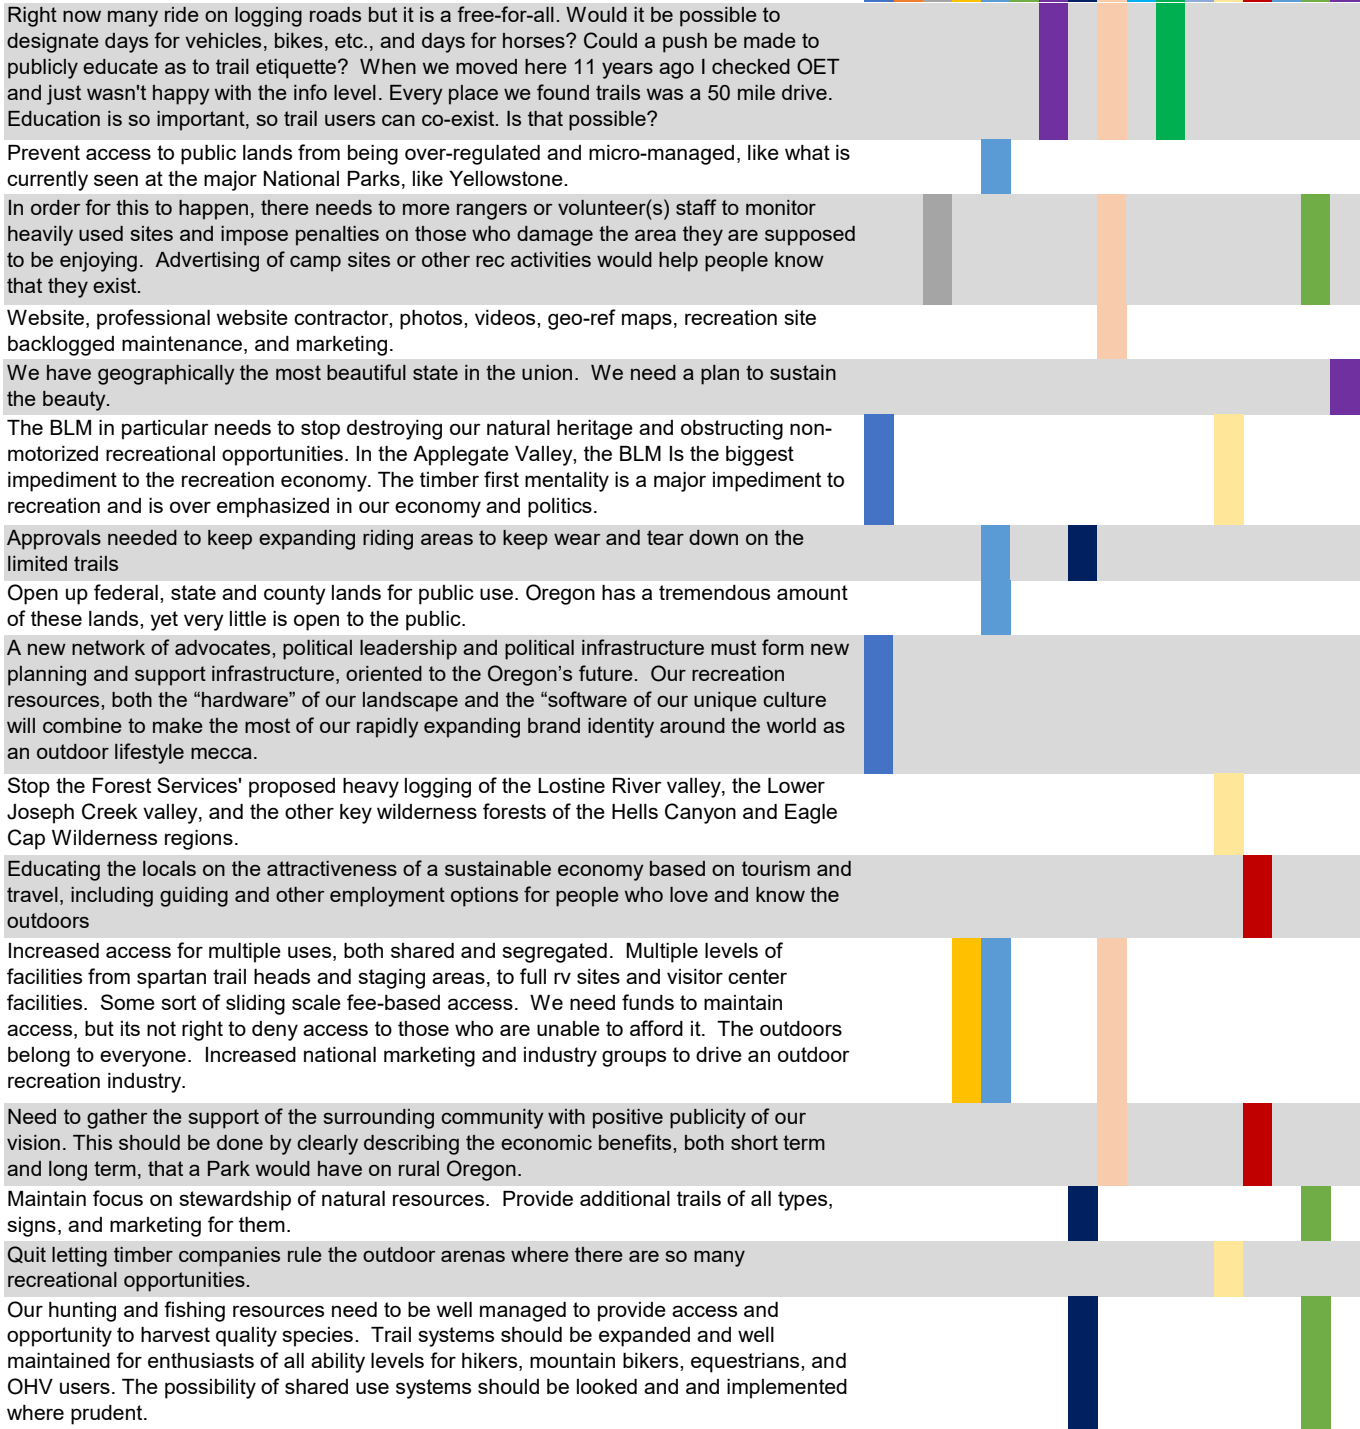 Right now many ride on logging roads but it is a free-for-all. Would it be possible to
designate days for vehicles, bikes, etc., and days for horses? Could a push be made to
publicly educate as to trail etiquette?  When we moved here 11 years ago I checked OET
and just wasn't happy with the info level. Every place we found trails was a 50 mile drive.
Education is so important, so trail users can co-exist. Is that possible?
Prevent access to public lands from being over-regulated and micro-managed, like what is
currently seen at the major National Parks, like Yellowstone.
In order for this to happen, there needs to more rangers or volunteer(s) staff to monitor
heavily used sites and impose penalties on those who damage the area they are supposed
to be enjoying.  Advertising of camp sites or other rec activities would help people know
that they exist.
Website, professional website contractor, photos, videos, geo-ref maps, recreation site
backlogged maintenance, and marketing.
We have geographically the most beautiful state in the union.  We need a plan to sustain
the beauty.
The BLM in particular needs to stop destroying our natural heritage and obstructing non-
motorized recreational opportunities. In the Applegate Valley, the BLM Is the biggest
impediment to the recreation economy. The timber first mentality is a major impediment to
recreation and is over emphasized in our economy and politics.
Approvals needed to keep expanding riding areas to keep wear and tear down on the
limited trails
Open up federal, state and county lands for public use. Oregon has a tremendous amount
of these lands, yet very little is open to the public.
A new network of advocates, political leadership and political infrastructure must form new
planning and support infrastructure, oriented to the Oregon’s future.  Our recreation
resources, both the “hardware” of our landscape and the “software of our unique culture
will combine to make the most of our rapidly expanding brand identity around the world as
an outdoor lifestyle mecca.
Stop the Forest Services' proposed heavy logging of the Lostine River valley, the Lower
Joseph Creek valley, and the other key wilderness forests of the Hells Canyon and Eagle
Cap Wilderness regions.
Educating the locals on the attractiveness of a sustainable economy based on tourism and
travel, including guiding and other employment options for people who love and know the
outdoors
Increased access for multiple uses, both shared and segregated.  Multiple levels of
facilities from spartan trail heads and staging areas, to full rv sites and visitor center
facilities.  Some sort of sliding scale fee-based access.  We need funds to maintain
access, but its not right to deny access to those who are unable to afford it.  The outdoors
belong to everyone.  Increased national marketing and industry groups to drive an outdoor
recreation industry.
Need to gather the support of the surrounding community with positive publicity of our
vision. This should be done by clearly describing the economic benefits, both short term
and long term, that a Park would have on rural Oregon.
Maintain focus on stewardship of natural resources.  Provide additional trails of all types,
signs, and marketing for them.
Quit letting timber companies rule the outdoor arenas where there are so many
recreational opportunities.
Our hunting and fishing resources need to be well managed to provide access and
opportunity to harvest quality species.  Trail systems should be expanded and well
maintained for enthusiasts of all ability levels for hikers, mountain bikers, equestrians, and
OHV users. The possibility of shared use systems should be looked and and implemented
where prudent.